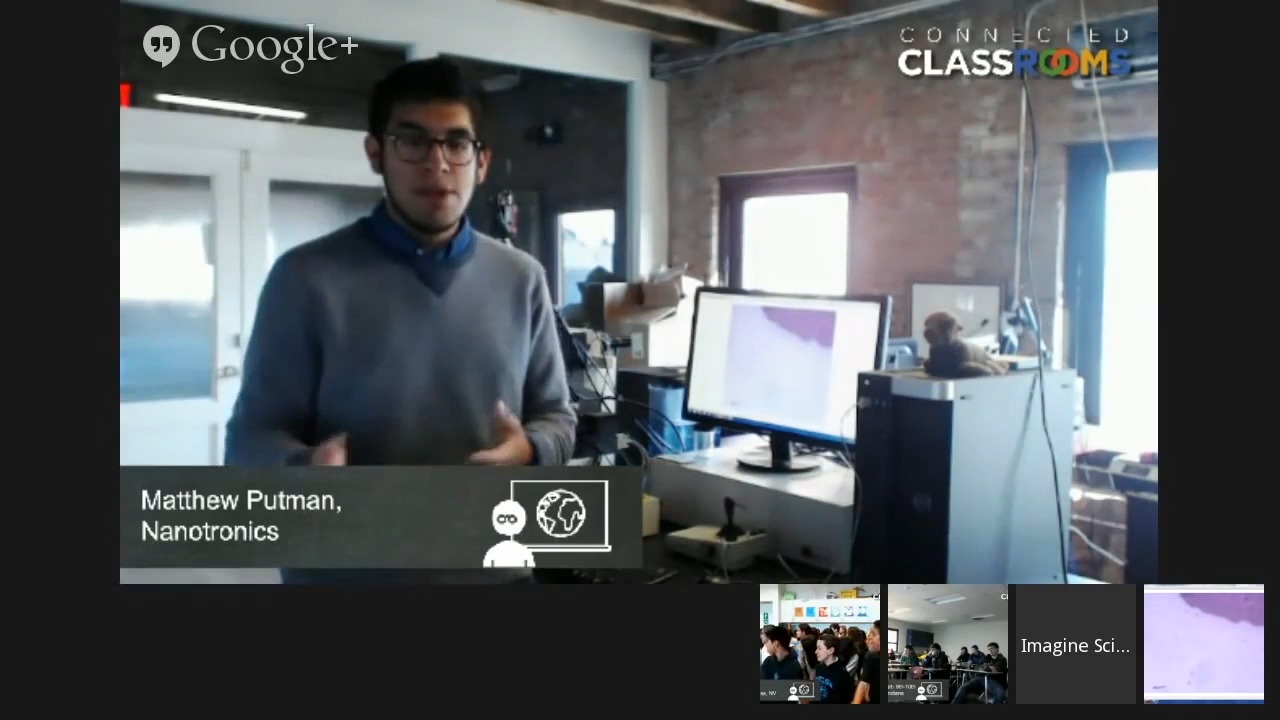 Google+
CONNECTED
CLASSROOMS
Matthew Putman,
Nanotronics
Imagine Sci...